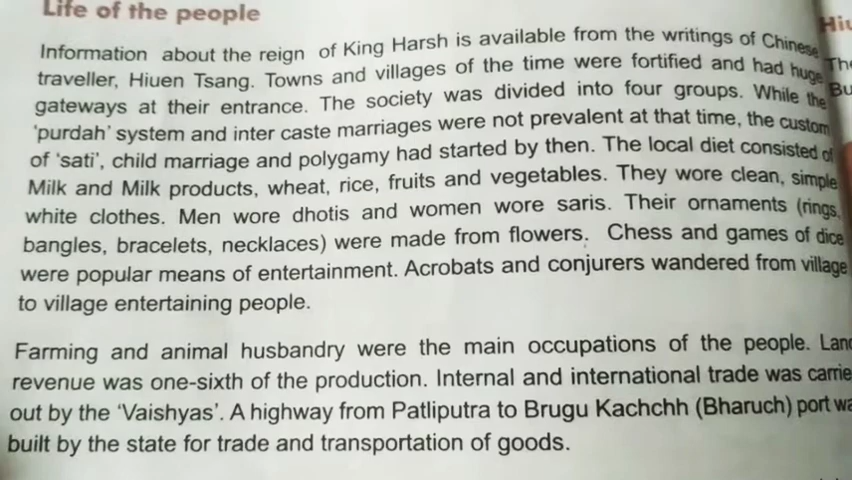 Life of the people
Information about the reign of King Harsh is available from the writings of Chinese
traveller, Hiuen Tsang. Towns and villages of the time were fortified and had huge
gateways at their entrance. The society was divided into four groups. While the
'purdah' system and inter caste marriages were not prevalent at that time, the custom
of 'sati', child marriage and polygamy had started by then. The local diet consisted of
Milk and Milk products, wheat, rice, fruits and vegetables. They wore clean, simple
white clothes. Men wore dhotis and women wore saris. Their ornaments (rings,
bangles, bracelets, necklaces) were made from flowers. Chess and games of dice
were popular means of entertainment. Acrobats and conjurers wandered from village
to village entertaining people.
Farming and animal husbandry were the main occupations of the people.
revenue was one-sixth of the production. Internal and international trade was
out by the 'Vaishyas'. A highway from Patliputra to Brugu Kachchh (Bharuch) port
built by the state for trade and transportation of goods.